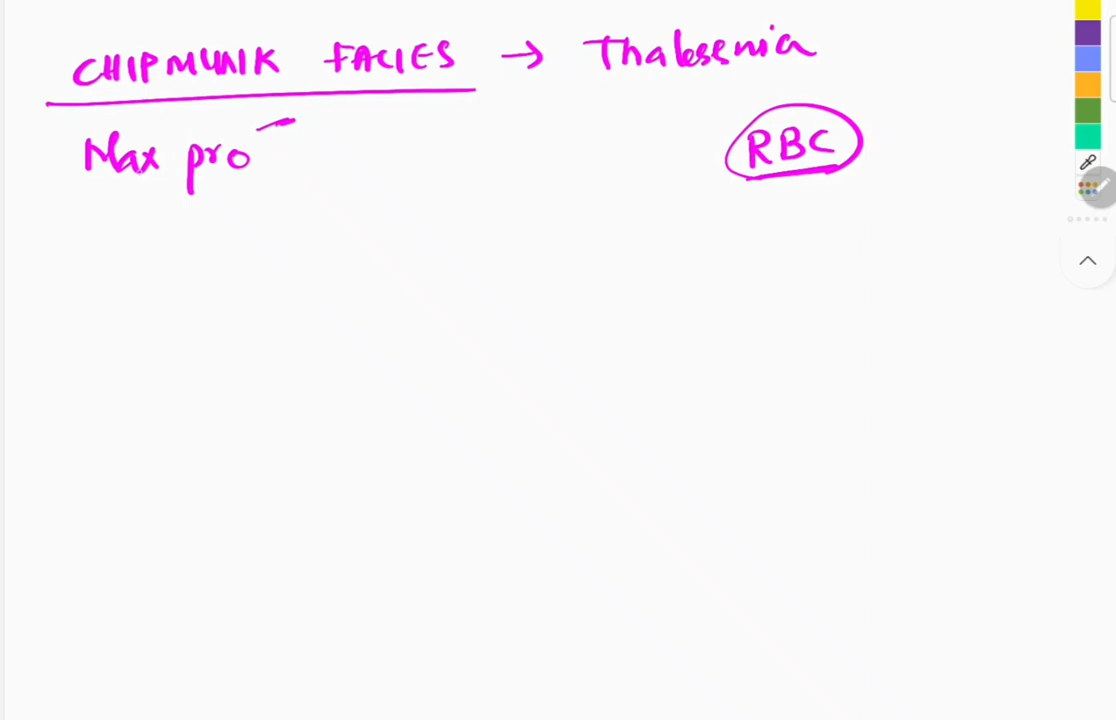 CHIPMUNK FACIES → Thalassemia
Max pro
RBC